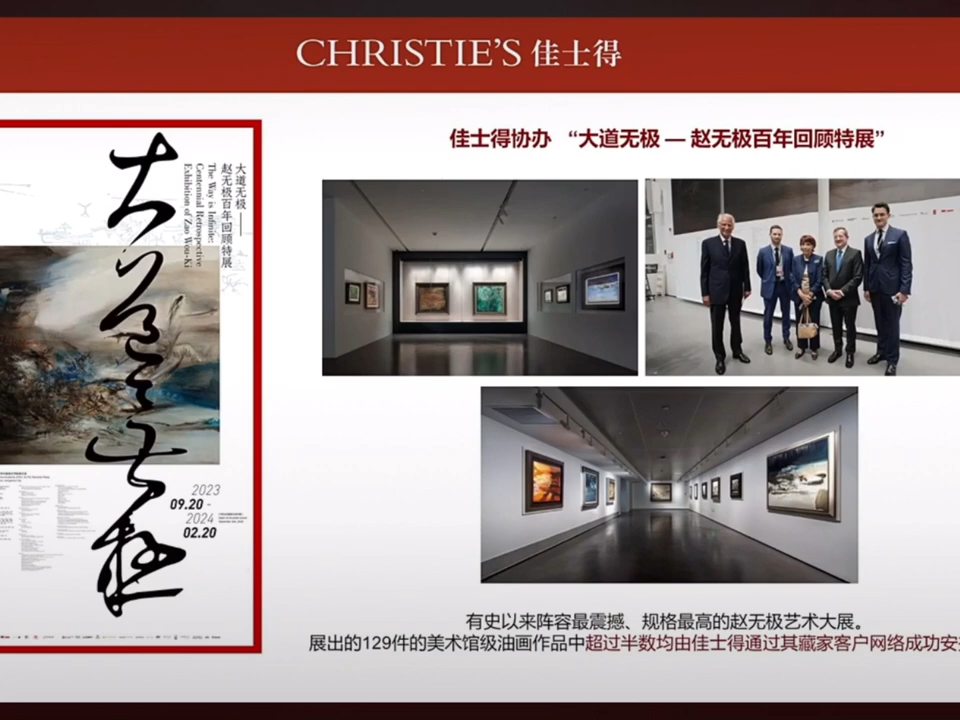 CHRISTIE'S 佳士得
佳士得协办 “大道无极 — 赵无极百年回顾特展”
大道无极
大道无极——
赵无极百年回顾特展
The Way is Infinite:
Centennial Retrospective
Exhibition of Zao Wou-Ki
2023
09.20 -
2024
02.20
有史以来阵容最震撼、规格最高的赵无极艺术大展。
展出的129件的美术馆级油画作品中超过半数均由佳士得通过其藏家客户网络成功安